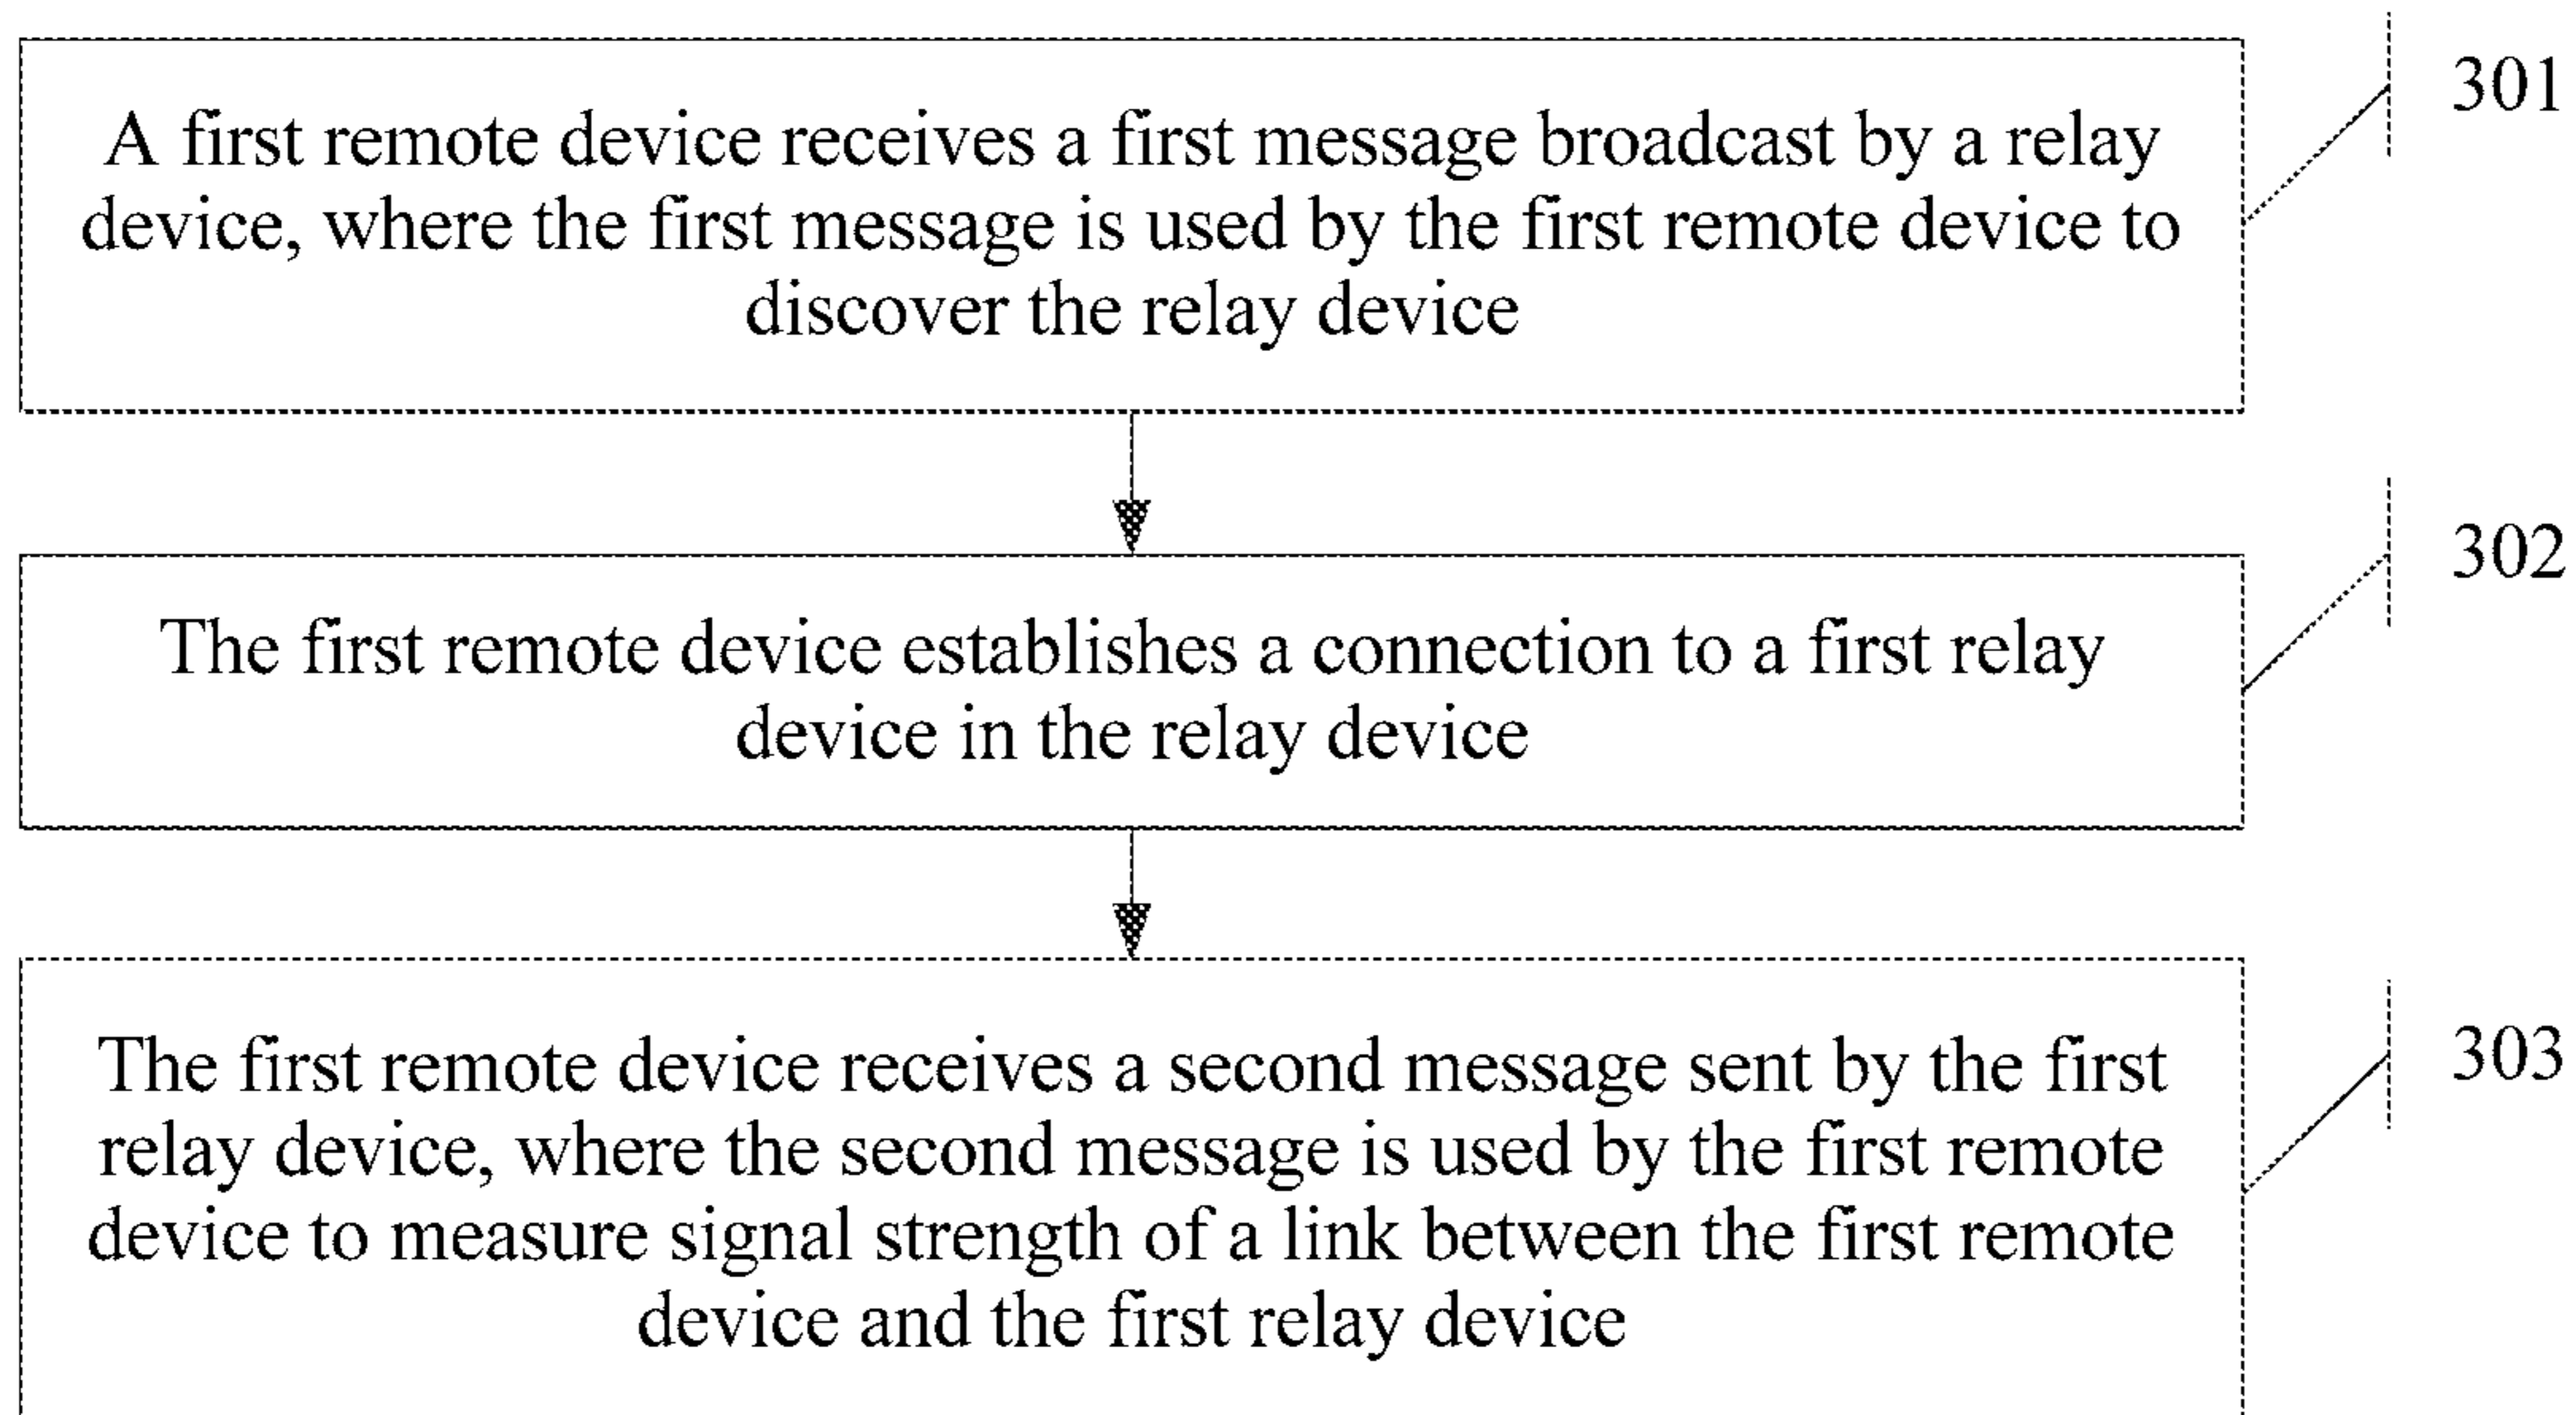 A first remote device receives a first message broadcast by a relay
device, where the first message is used by the first remote device to
discover the relay device
301
The first remote device establishes a connection to a first relay
device in the relay device
302
The first remote device receives a second message sent by the first
relay device, where the second message is used by the first remote
device to measure signal strength of a link between the first remote
device and the first relay device
303